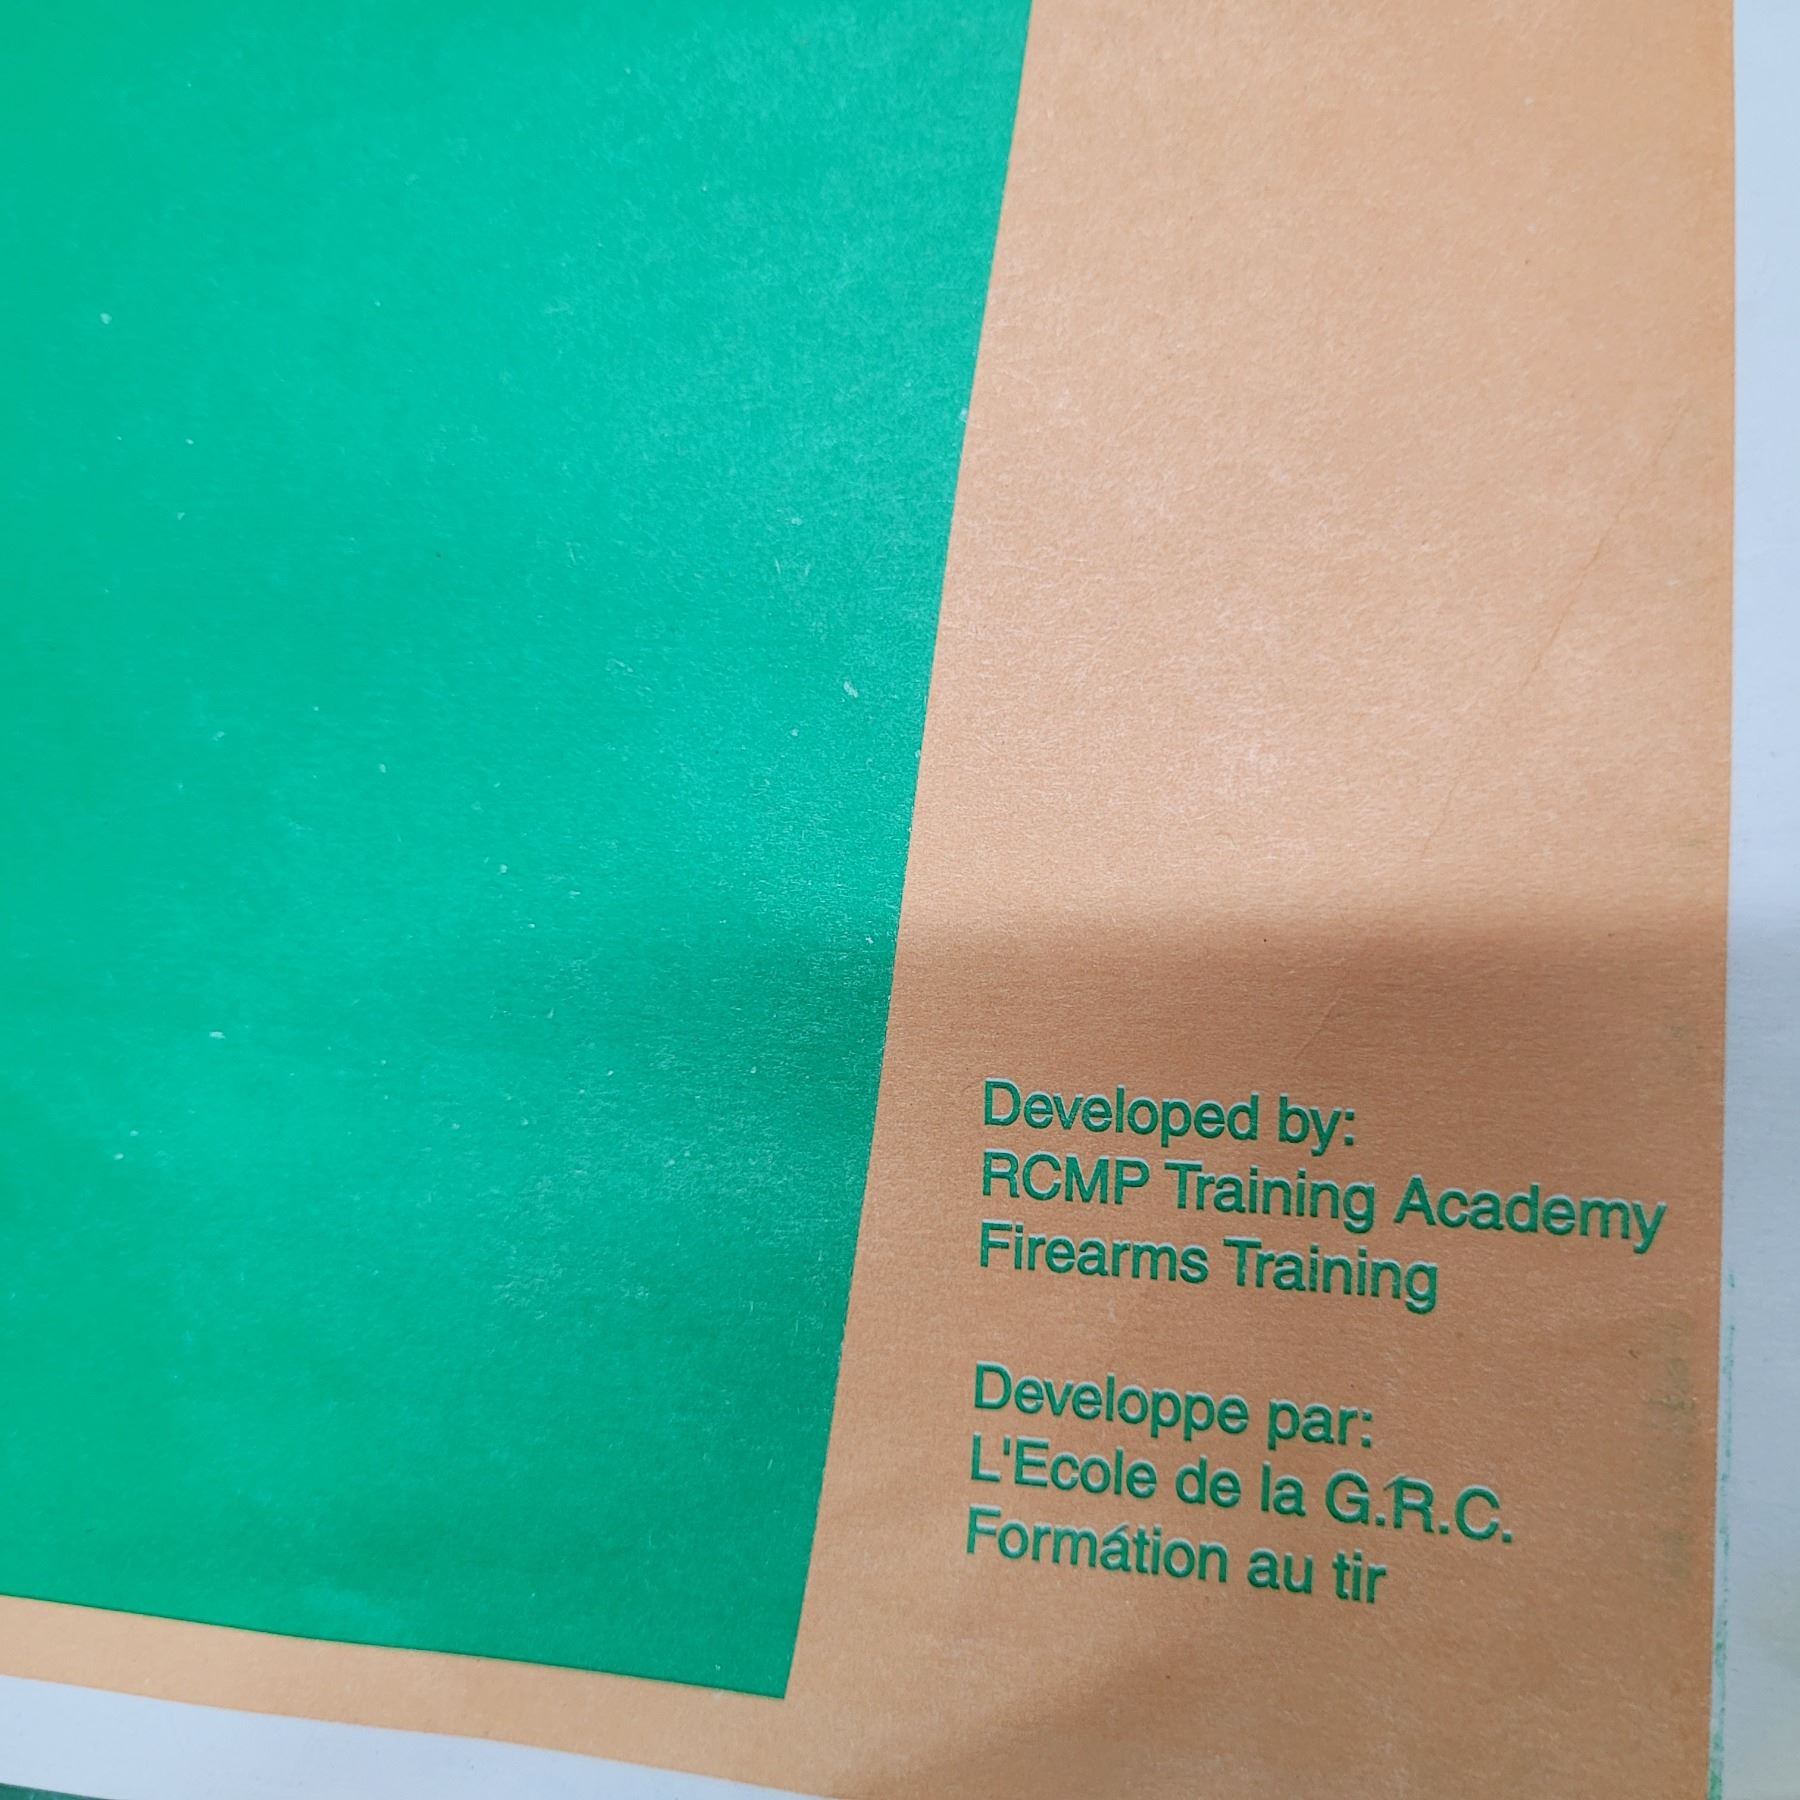 Developed by:
RCMP Training Academy
Firearms Training
Developpe par:
L'Ecole de la G.R.C.
Formátion au tir